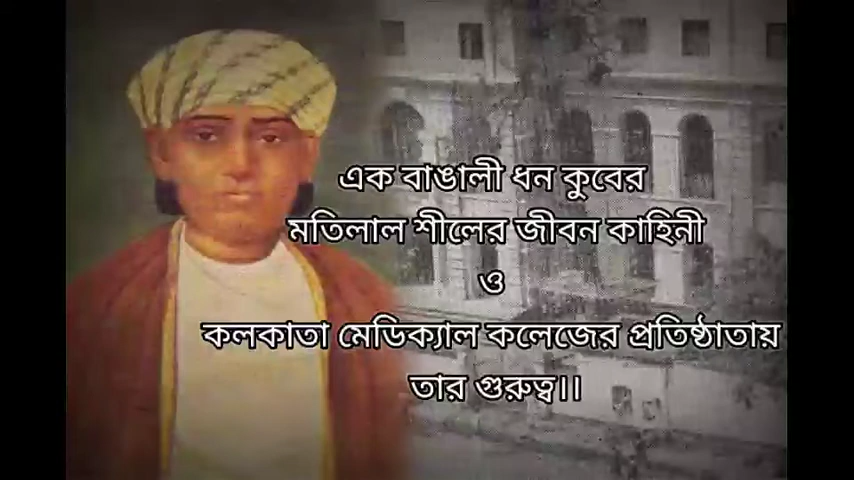 এক বাঙালী ধন কুবের
মতিলাল শীলের জীবন কাহিনী
ও
কলকাতা মেডিক্যাল কলেজের প্রতিষ্ঠাতায়
তার গুরুত্ব।।